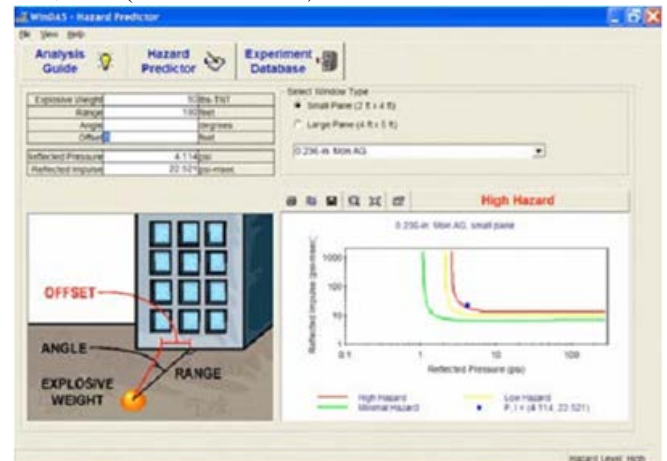 WinDAS - Hazard Predictor
File View Help
Analysis Guide
Hazard Predictor
Experiment Database
Explosive Weight 50 lbs-TNT
Range 100 feet
Angle degrees
Offset feet
Reflected Pressure 4.114 psi
Reflected Impulse 22.521 psi-msec
Select Window Type
Small Pane (2 ft x 4 ft)
Large Pane (4 ft x 5 ft)
0.236-in. Mon AG
High Hazard
0.236-in. Mon AG, small pane
Reflected Impulse (psi-msec)
1000
100
10
1
0.1 1 10 100
Reflected Pressure (psi)
High Hazard Low Hazard
Minimal Hazard P, I = (4.114, 22.521)
OFFSET
ANGLE
RANGE
EXPLOSIVE
WEIGHT
Hazard Level: High